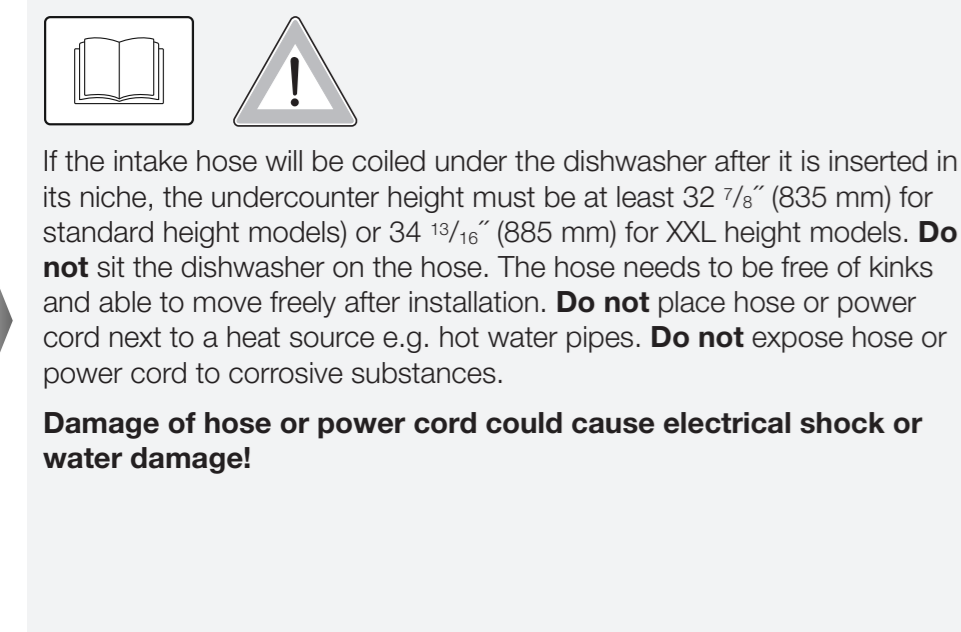 If the intake hose will be coiled under the dishwasher after it is inserted in
its niche, the undercounter height must be at least 32 ⁷/₈˝ (835 mm) for
standard height models) or 34 ¹³/₁₆˝ (885 mm) for XXL height models. Do
not sit the dishwasher on the hose. The hose needs to be free of kinks
and able to move freely after installation. Do not place hose or power
cord next to a heat source e.g. hot water pipes. Do not expose hose or
power cord to corrosive substances.
Damage of hose or power cord could cause electrical shock or
water damage!